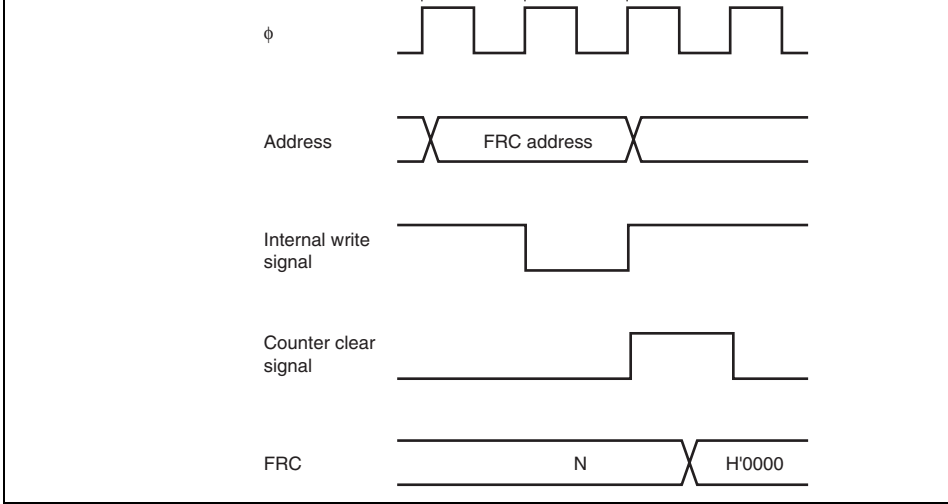 ϕ
Address
FRC address
Internal write
signal
Counter clear
signal
FRC
N
H'0000